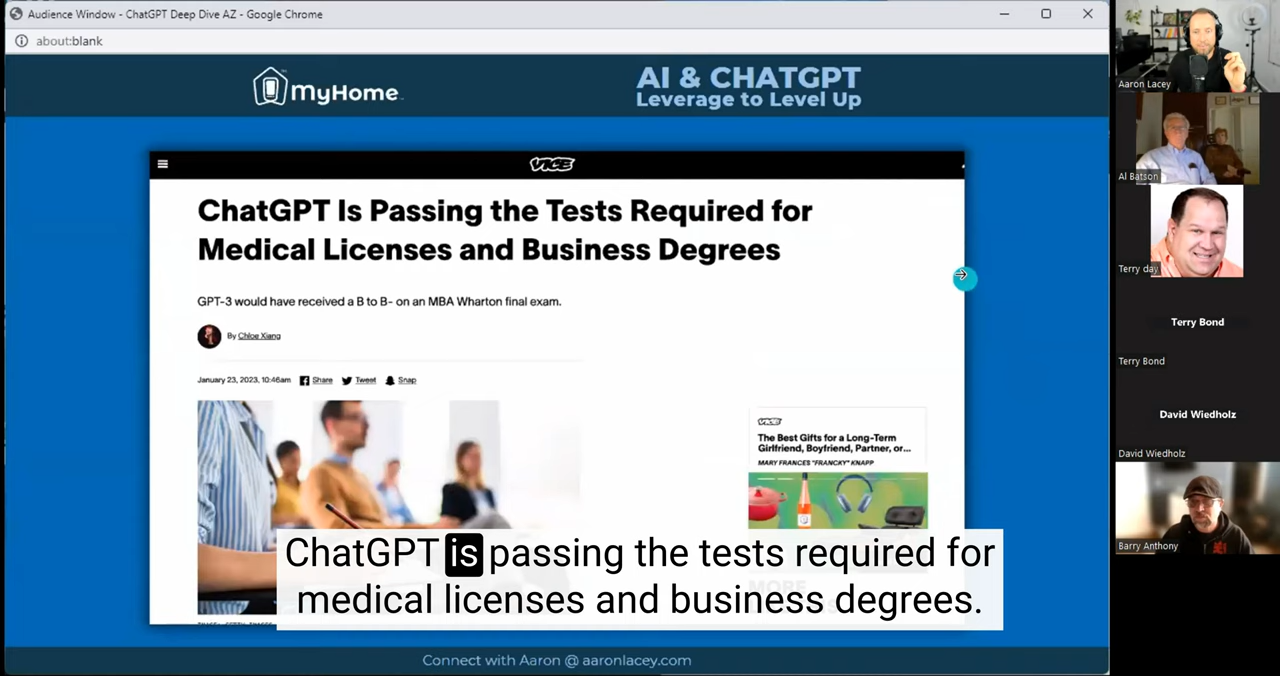 Audience Window - ChatGPT Deep Dive AZ - Google Chrome
about:blank
MyHome
AI & CHATGPT
Leverage to Level Up
VICE
ChatGPT Is Passing the Tests Required for
Medical Licenses and Business Degrees
GPT-3 would have received a B to B- on an MBA Wharton final exam.
By Chloe Xiang
January 23, 2023, 10:46am Share Tweet Snap
VICE
The Best Gifts for a Long-Term
Girlfriend, Boyfriend, Partner, or...
MARY FRANCES "FRANCKY" KNAPP
ChatGPT is passing the tests required for
medical licenses and business degrees.
MORE
Connect with Aaron @ aaronlacey.com
Aaron Lacey
Al Batson
Terry day
Terry Bond
Terry Bond
David Wiedholz
David Wiedholz
Barry Anthony